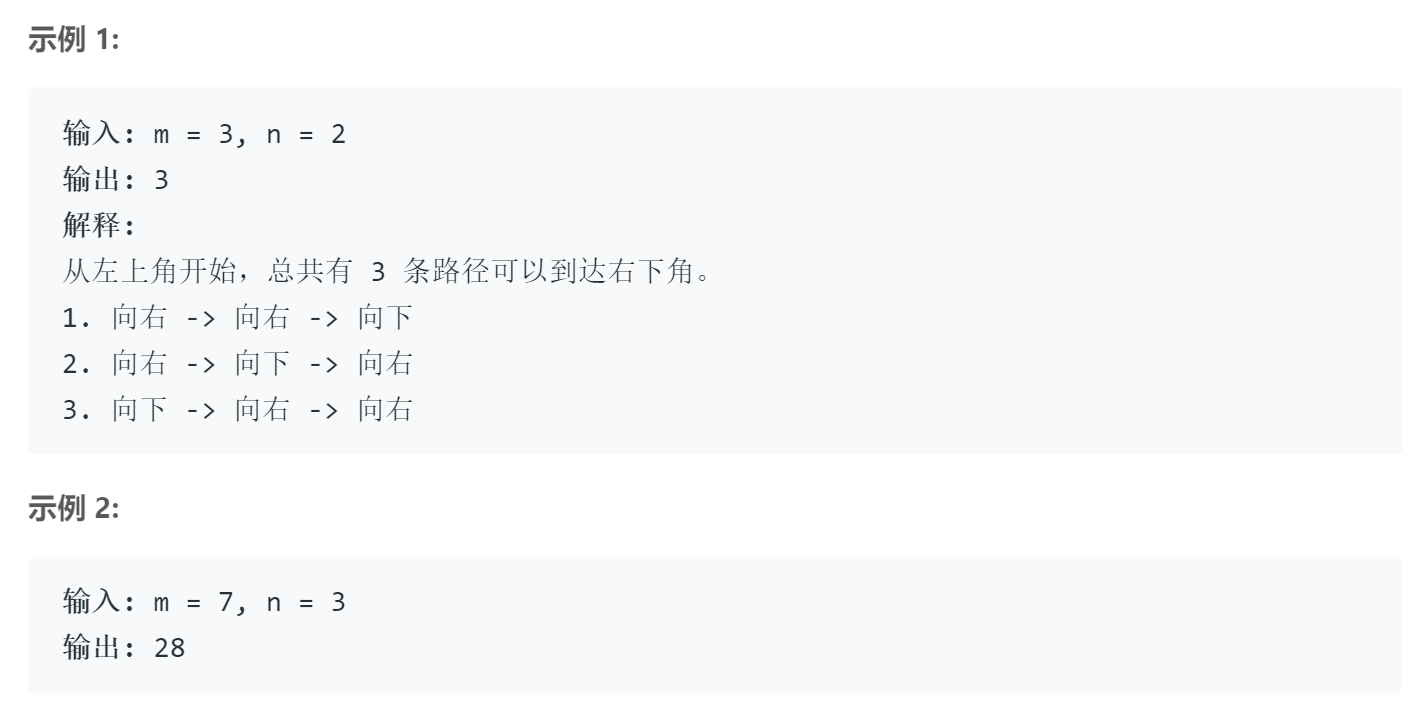 示例 1:
输入: m = 3, n = 2
输出: 3
解释:
从左上角开始，总共有 3 条路径可以到达右下角。
1. 向右 -> 向右 -> 向下
2. 向右 -> 向下 -> 向右
3. 向下 -> 向右 -> 向右
示例 2:
输入: m = 7, n = 3
输出: 28